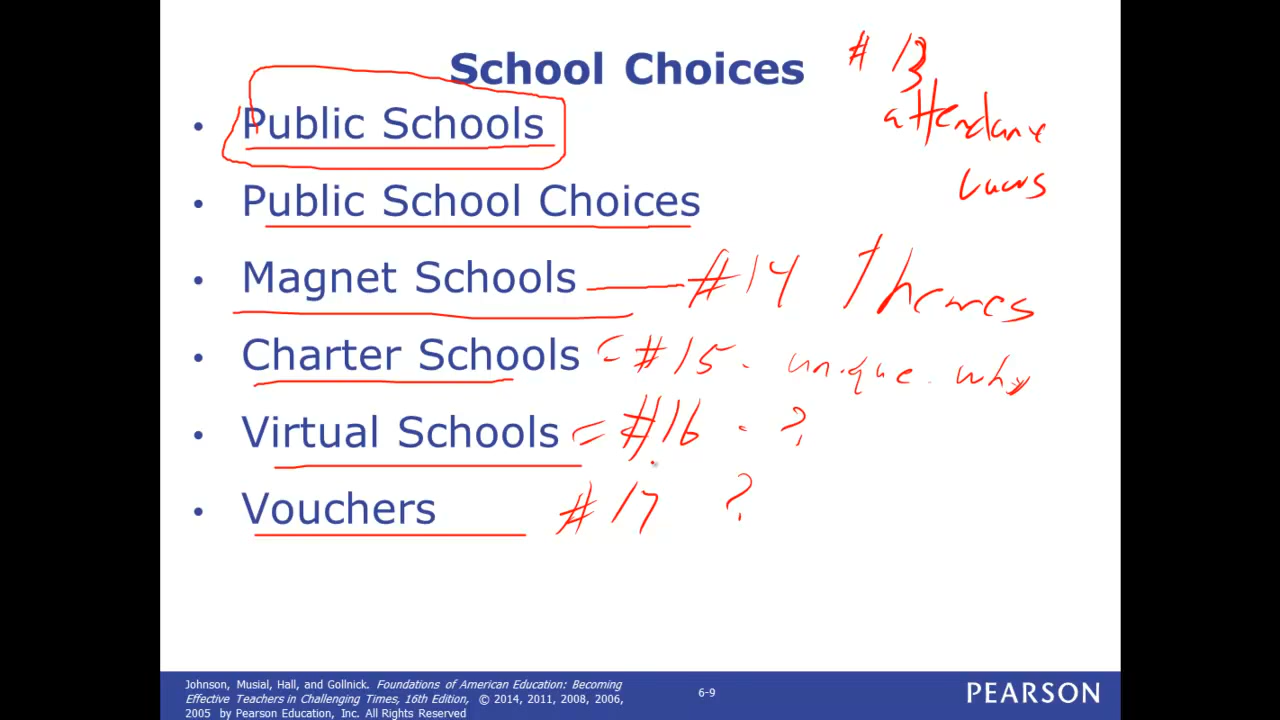 School Choices # 13
attendance
laws
• Public Schools
• Public School Choices
• Magnet Schools — #14 Themes
• Charter Schools = #15 - unique. why
• Virtual Schools = #16 - ?
• Vouchers #17 ?
Johnson, Musial, Hall, and Gollnick. Foundations of American Education: Becoming
Effective Teachers in Challenging Times, 16th Edition, © 2014, 2011, 2008, 2006,
2005 by Pearson Education, Inc. All Rights Reserved
6-9
PEARSON